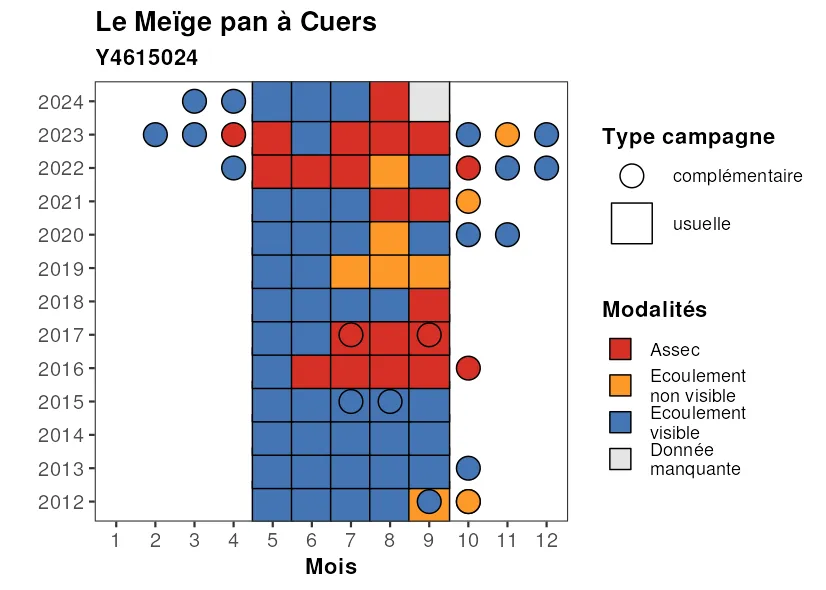 Le Meïge pan à Cuers
Y4615024
2024
2023
2022
2021
2020
2019
2018
2017
2016
2015
2014
2013
2012
1 2 3 4 5 6 7 8 9 10 11 12
Mois
Type campagne
complémentaire
usuelle
Modalités
Assec
Ecoulement
non visible
Ecoulement
visible
Donnée
manquante